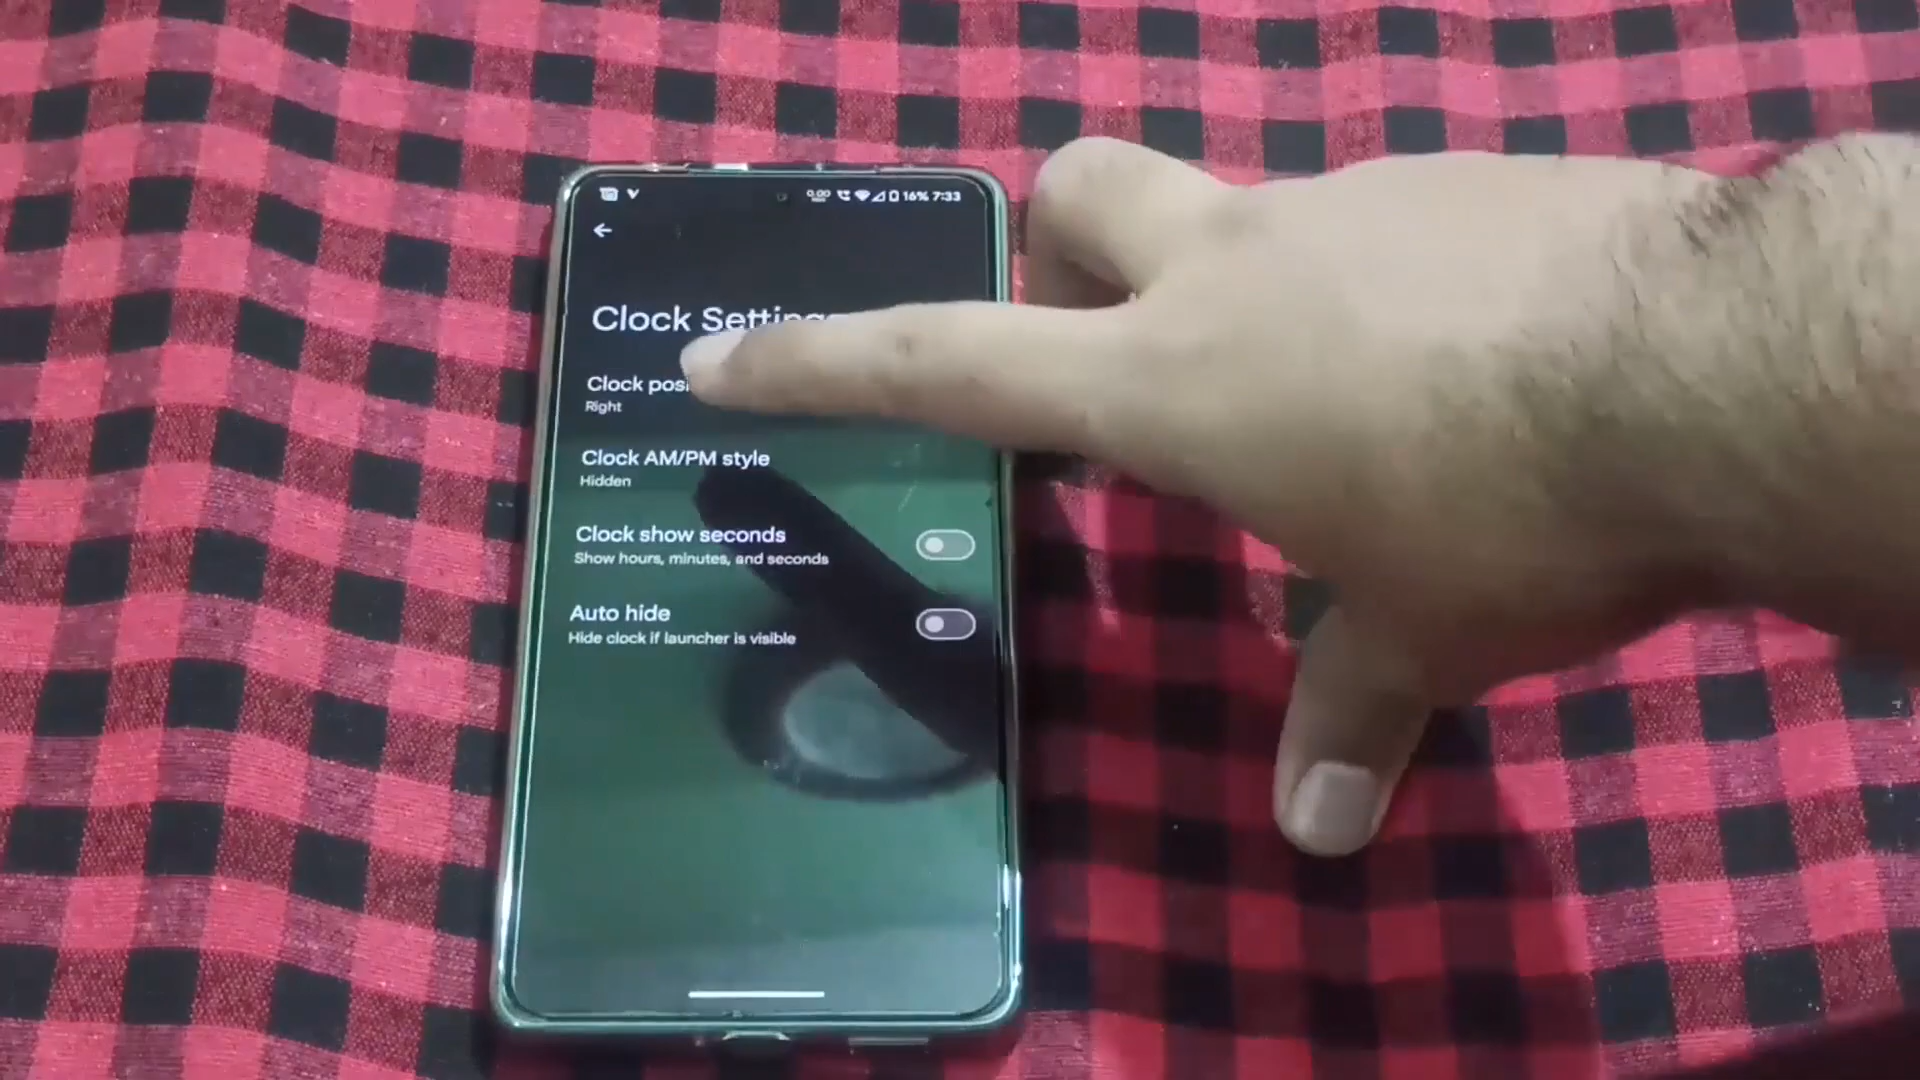 16% 7:33
Clock Settings
Clock posi
Right
Clock AM/PM style
Hidden
Clock show seconds
Show hours, minutes, and seconds
Auto hide
Hide clock if launcher is visible